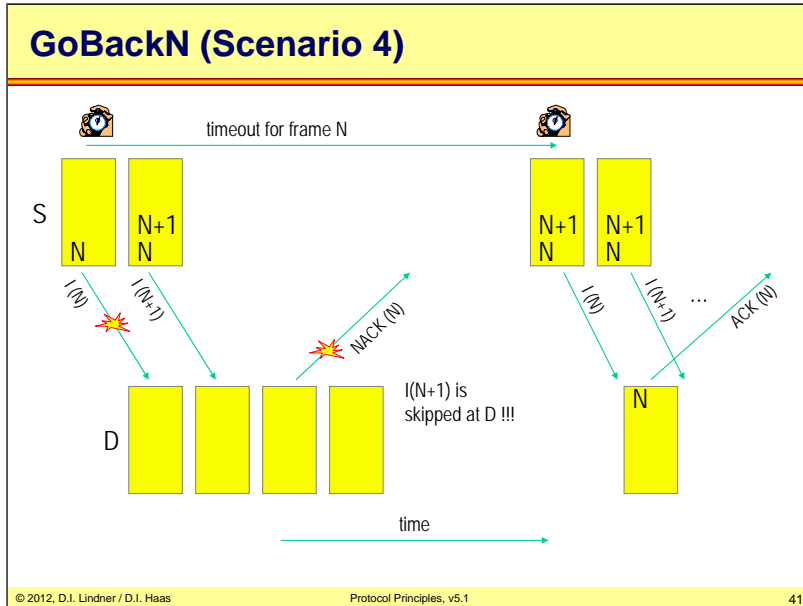 GoBackN (Scenario 4)
timeout for frame N
S
N
N+1
N
N+1
N
N+1
N
I (N)
I (N+1)
NACK (N)
I (N)
I (N+1)
...
ACK (N)
D
I(N+1) is
skipped at D !!!
N
time
© 2012, D.I. Lindner / D.I. Haas
Protocol Principles, v5.1
41